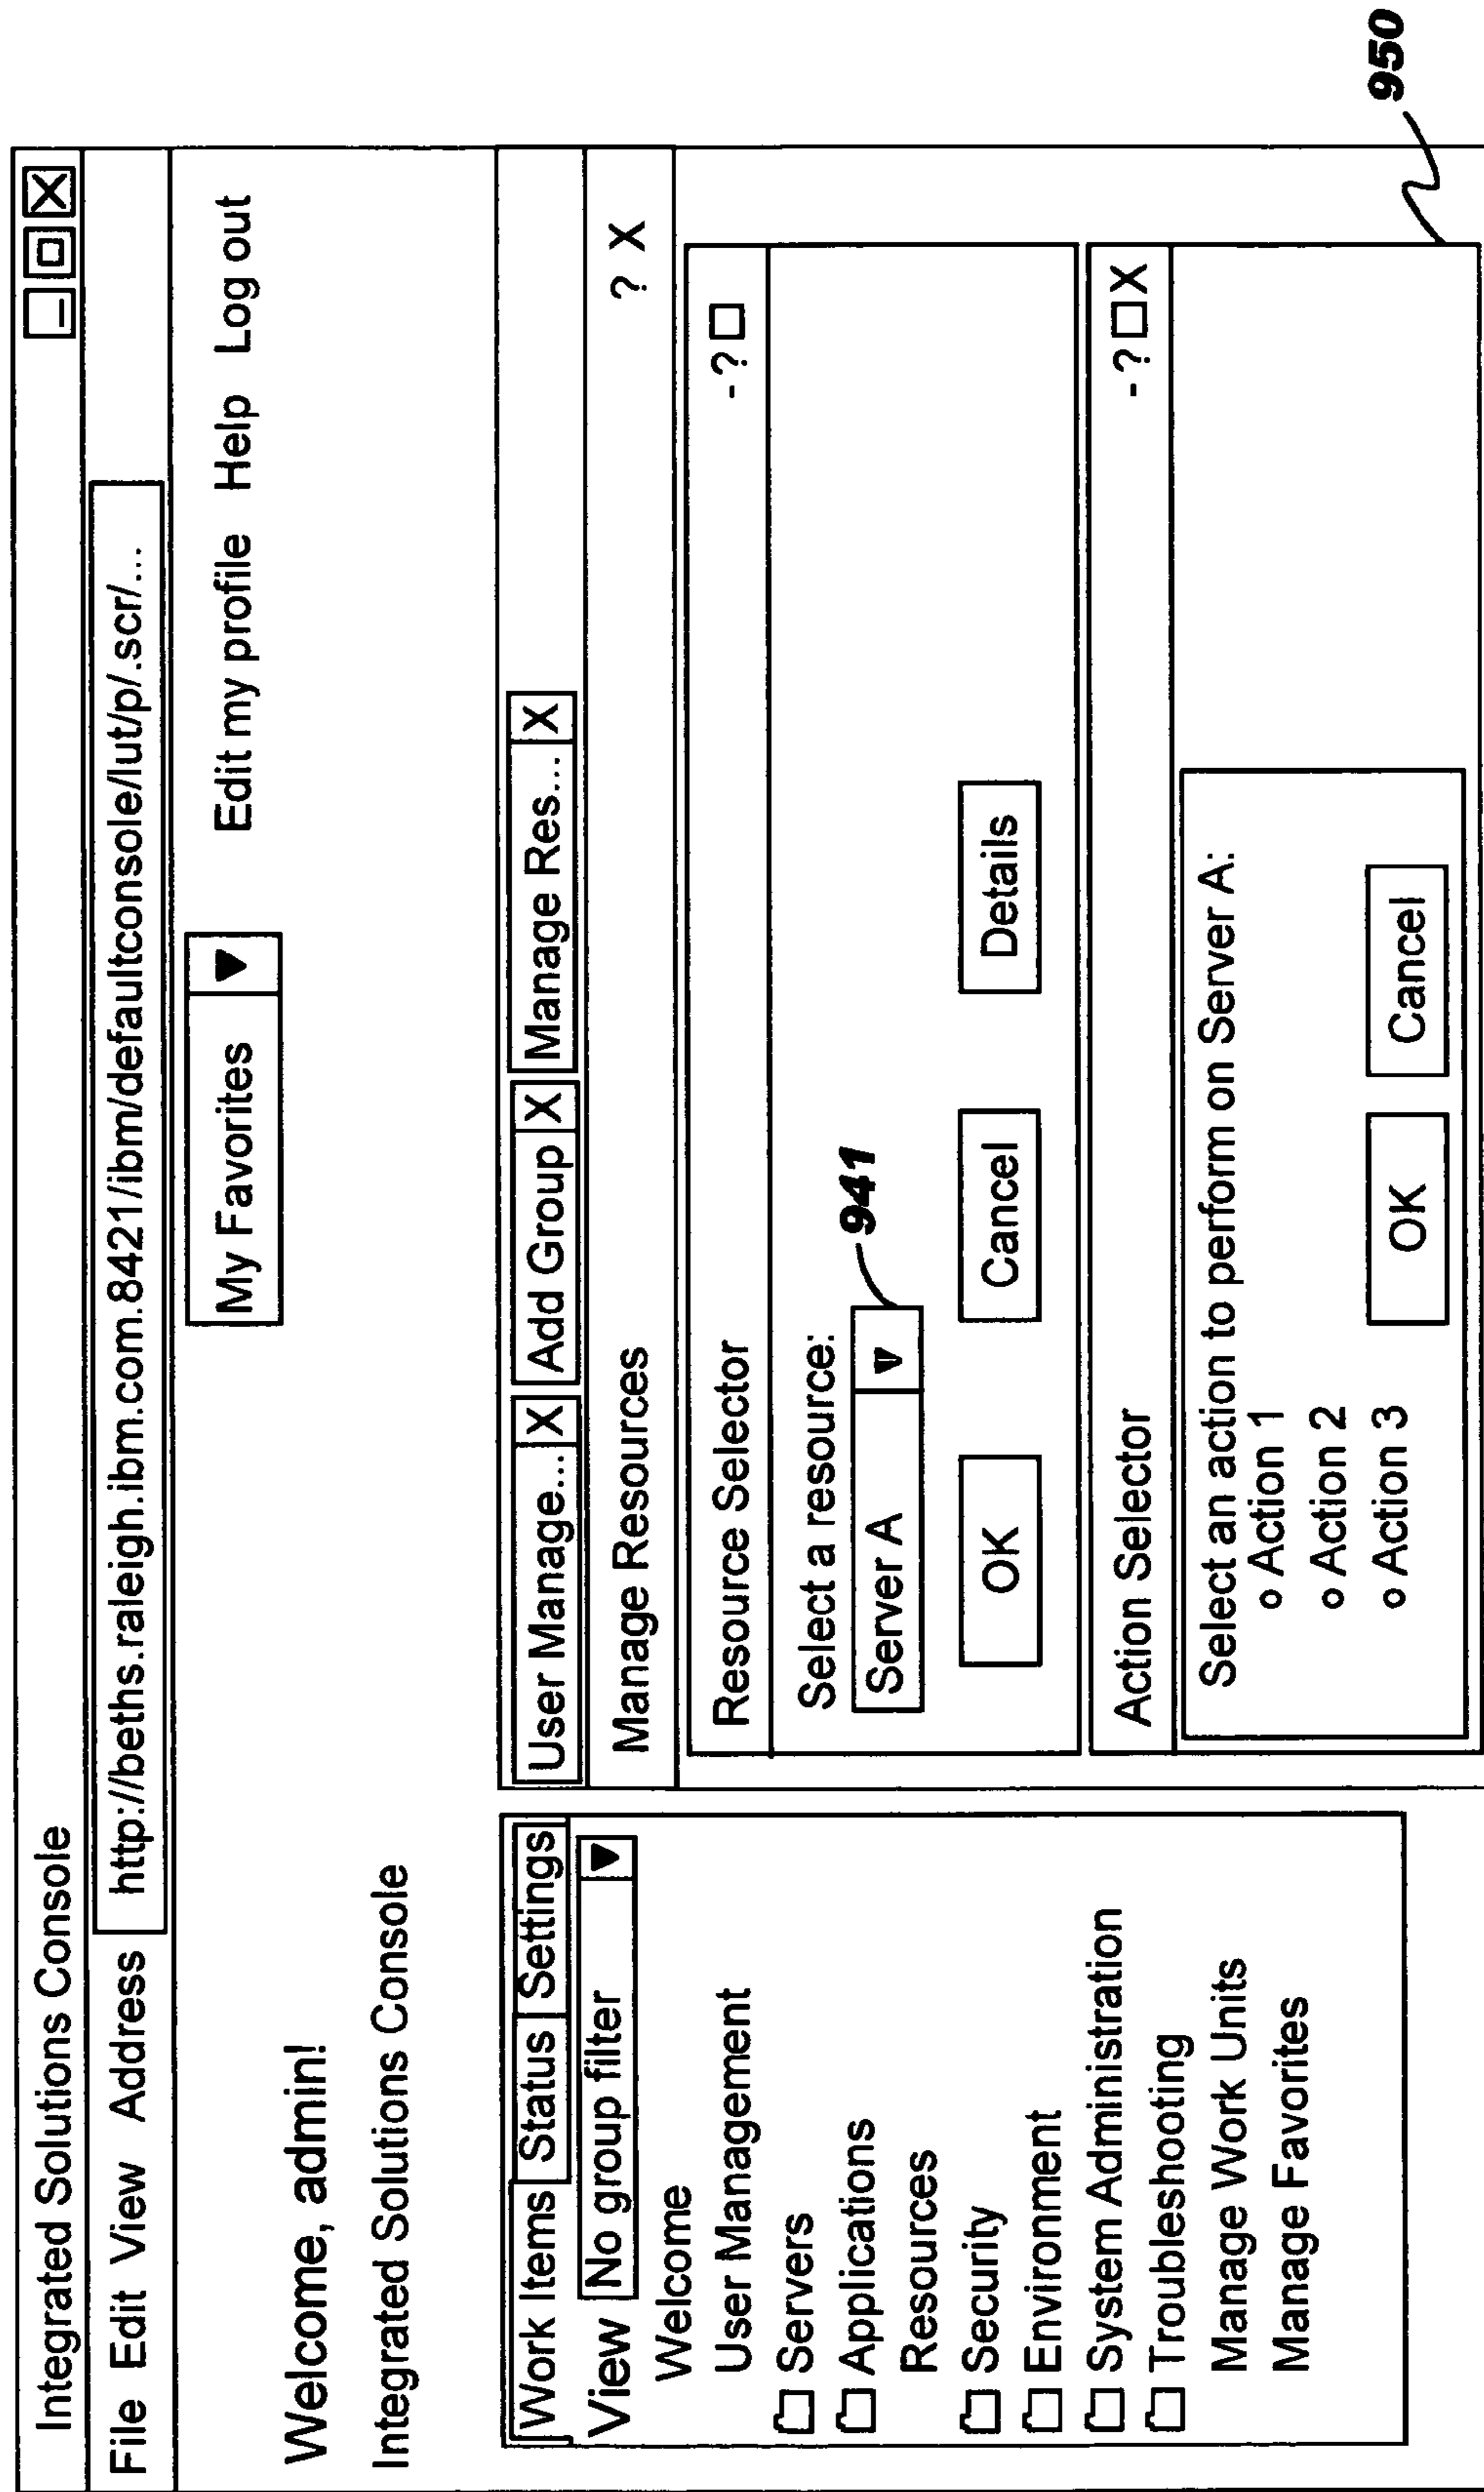 Integrated Solutions Console
File Edit View Address http://beths.raleigh.ibm.com.8421/ibm/defaultconsole/lut/p/.scr/...
My Favorites Edit my profile Help Log out
Welcome, admin!
Integrated Solutions Console
Work Items Status Settings
View No group filter
Welcome
User Management
Servers
Applications
Resources
Security
Environment
System Administration
Troubleshooting
Manage Work Units
Manage Favorites
User Manage... X Add Group X Manage Res... X
Manage Resources ? X
Resource Selector - ?
Select a resource:
Server A
941
OK Cancel Details
Action Selector - ? X
Select an action to perform on Server A:
Action 1
Action 2
Action 3
OK Cancel
950